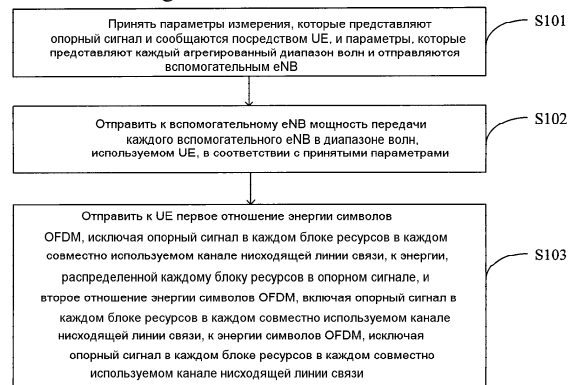 Принять параметры измерения, которые представляют
опорный сигнал и сообщаются посредством UE, и параметры, которые
представляют каждый агрегированный диапазон волн и отправляются
вспомогательным eNB
S101
Отправить к вспомогательному eNB мощность передачи
каждого вспомогательного eNB в диапазоне волн,
используемом UE, в соответствии с принятыми параметрами
S102
Отправить к UE первое отношение энергии символов
OFDM, исключая опорный сигнал в каждом блоке ресурсов в каждом
совместно используемом канале нисходящей линии связи, к энергии,
распределенной каждому блоку ресурсов в опорном сигнале, и
второе отношение энергии символов OFDM, включая опорный сигнал в
каждом блоке ресурсов в каждом совместно используемом канале
нисходящей линии связи, к энергии символов OFDM, исключая
опорный сигнал в каждом блоке ресурсов в каждом совместно
используемом канале нисходящей линии связи
S103